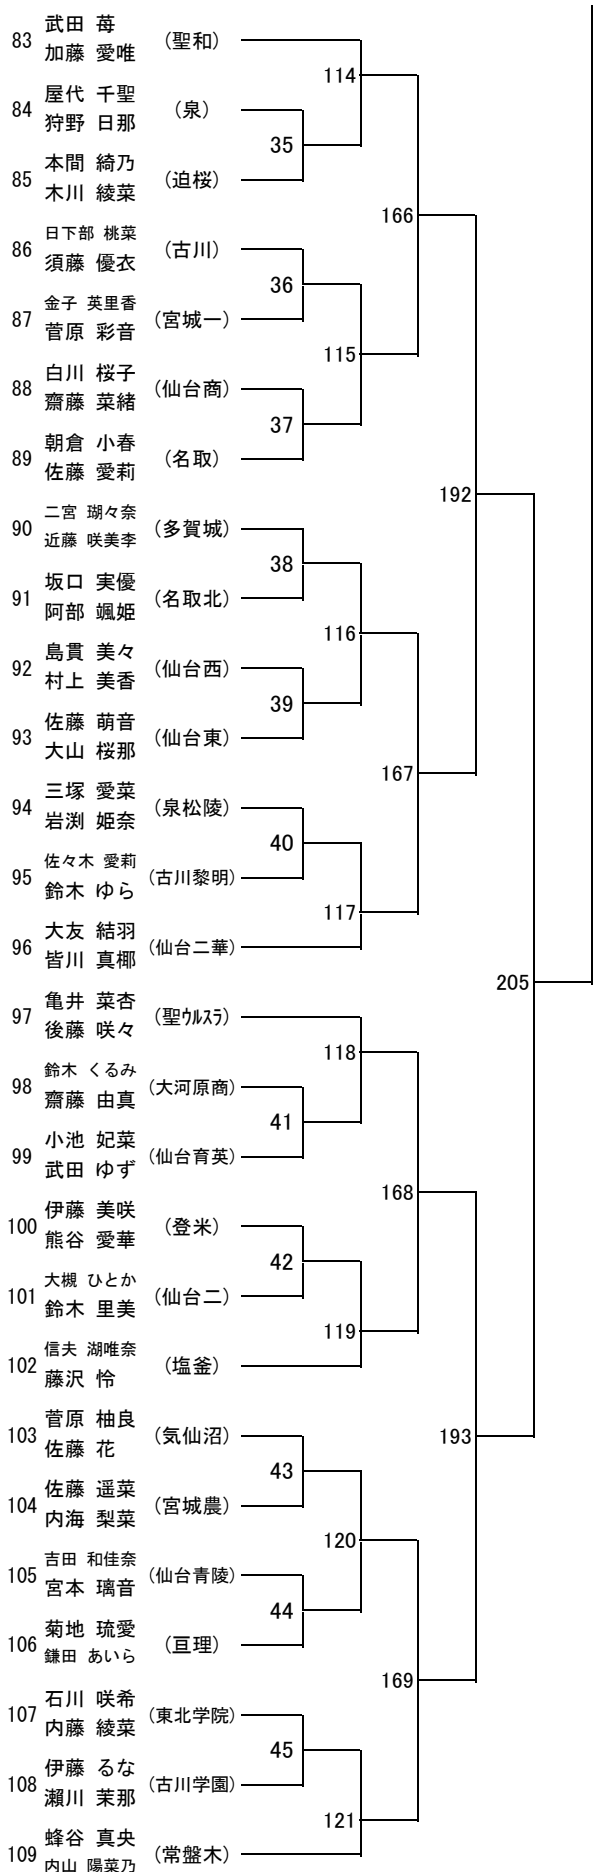 武田 苺
83 (聖和)
加藤 愛唯
114
屋代 千聖
84 (泉)
狩野 日那
35
本間 綺乃
85 (迫桜)
木川 綾菜
166
日下部 桃菜
86 (古川)
須藤 優衣
36
金子 英里香
87 (宮城一)
菅原 彩音
115
白川 桜子
88 (仙台商)
齋藤 菜緒
37
朝倉 小春
89 (名取)
佐藤 愛莉
192
二宮 瑚々奈
90 (多賀城)
近藤 咲美李
38
坂口 実優
91 (名取北)
阿部 颯姫
116
島貫 美々
92 (仙台西)
村上 美香
39
佐藤 萌音
93 (仙台東)
大山 桜那
167
三塚 愛菜
94 (泉松陵)
岩渕 姫奈
40
佐々木 愛莉
95 (古川黎明)
鈴木 ゆら
117
大友 結羽
96 (仙台二華)
皆川 真椰
205
亀井 菜杏
97 (聖ウルスラ)
後藤 咲々
118
鈴木 くるみ
98 (大河原商)
齋藤 由真
41
小池 妃菜
99 (仙台育英)
武田 ゆず
168
伊藤 美咲
100 (登米)
熊谷 愛華
42
大槻 ひとか
101 (仙台二)
鈴木 里美
119
信夫 湖唯奈
102 (塩釜)
藤沢 怜
菅原 柚良
103 (気仙沼)
佐藤 花
193
43
佐藤 遥菜
104 (宮城農)
内海 梨菜
120
吉田 和佳奈
105 (仙台青陵)
宮本 璃音
44
菊地 琉愛
106 (亘理)
鎌田 あいら
169
石川 咲希
107 (東北学院)
内藤 綾菜
45
伊藤 るな
108 (古川学園)
瀬川 茉那
121
蜂谷 真央
109 (常盤木)
内山 陽菜乃